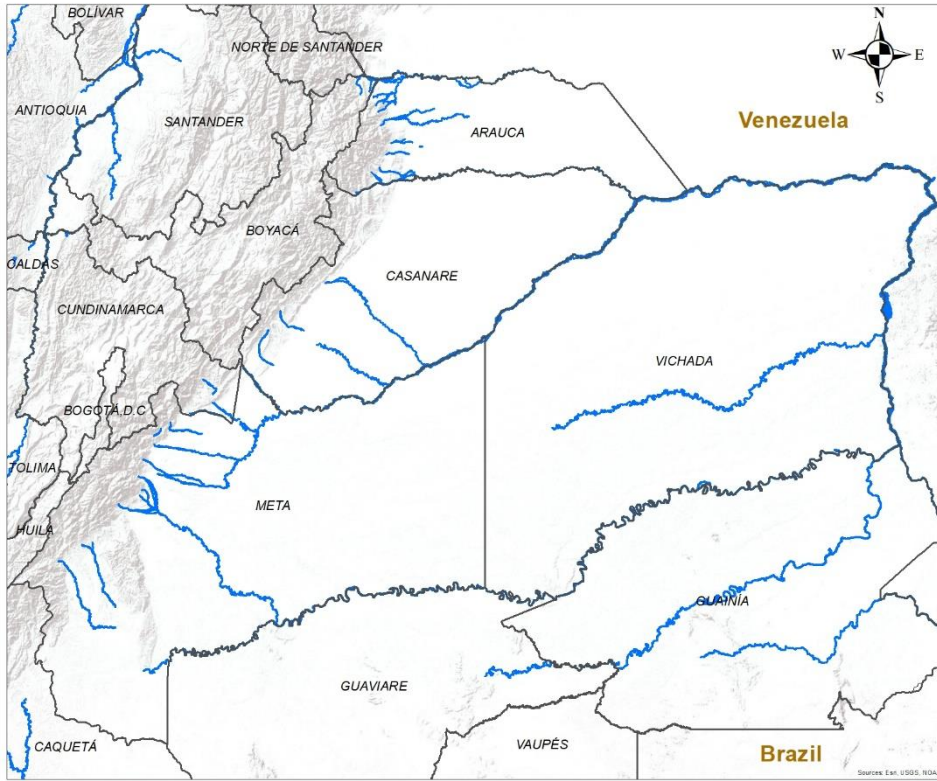 BOLÍVAR
N
NORTE DE SANTANDER
W E
S
ANTIOQUIA
SANTANDER
Venezuela
ARAUCA
BOYACÁ
CALDAS
CASANARE
CUNDINAMARCA
VICHADA
BOGOTÁ,D.C
TOLIMA
META
HUILA
GUAINÍA
GUAVIARE
VAUPÉS
CAQUETÁ
Brazil
Sources: Esri, USGS, NOA